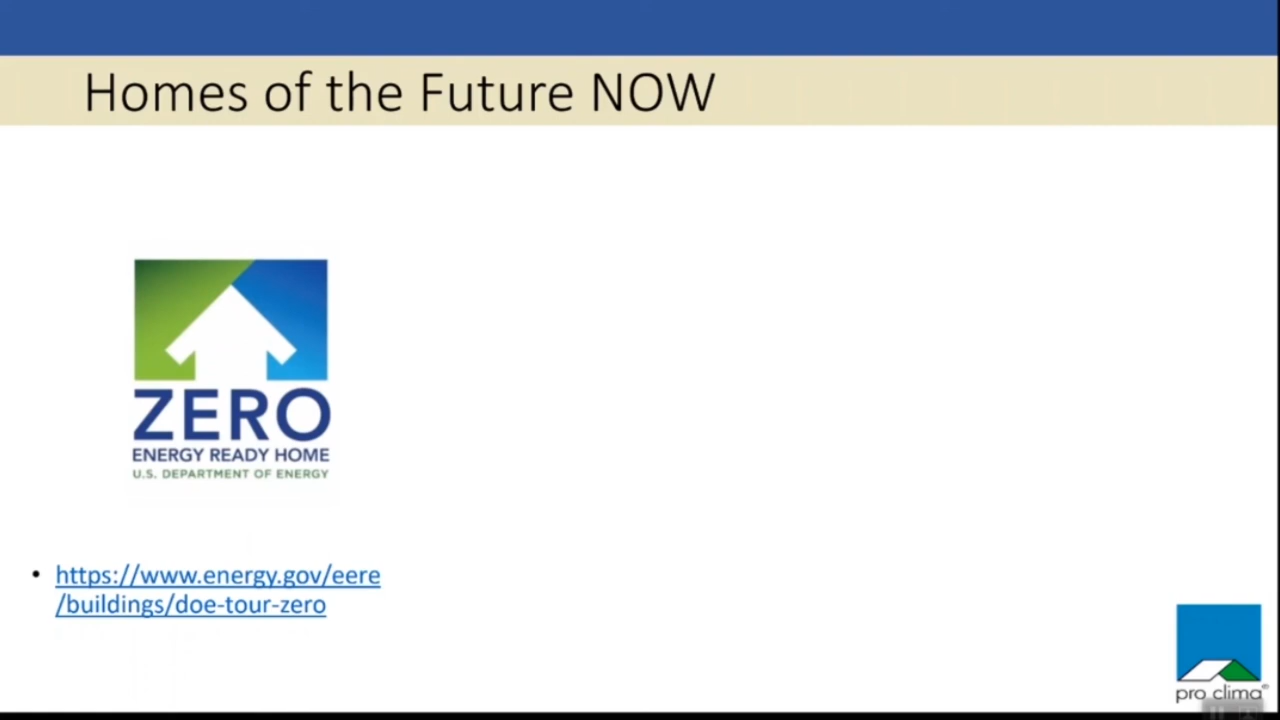 Homes of the Future NOW
ZERO
ENERGY READY HOME
U.S. DEPARTMENT OF ENERGY
• https://www.energy.gov/eere
/buildings/doe-tour-zero
pro clima®